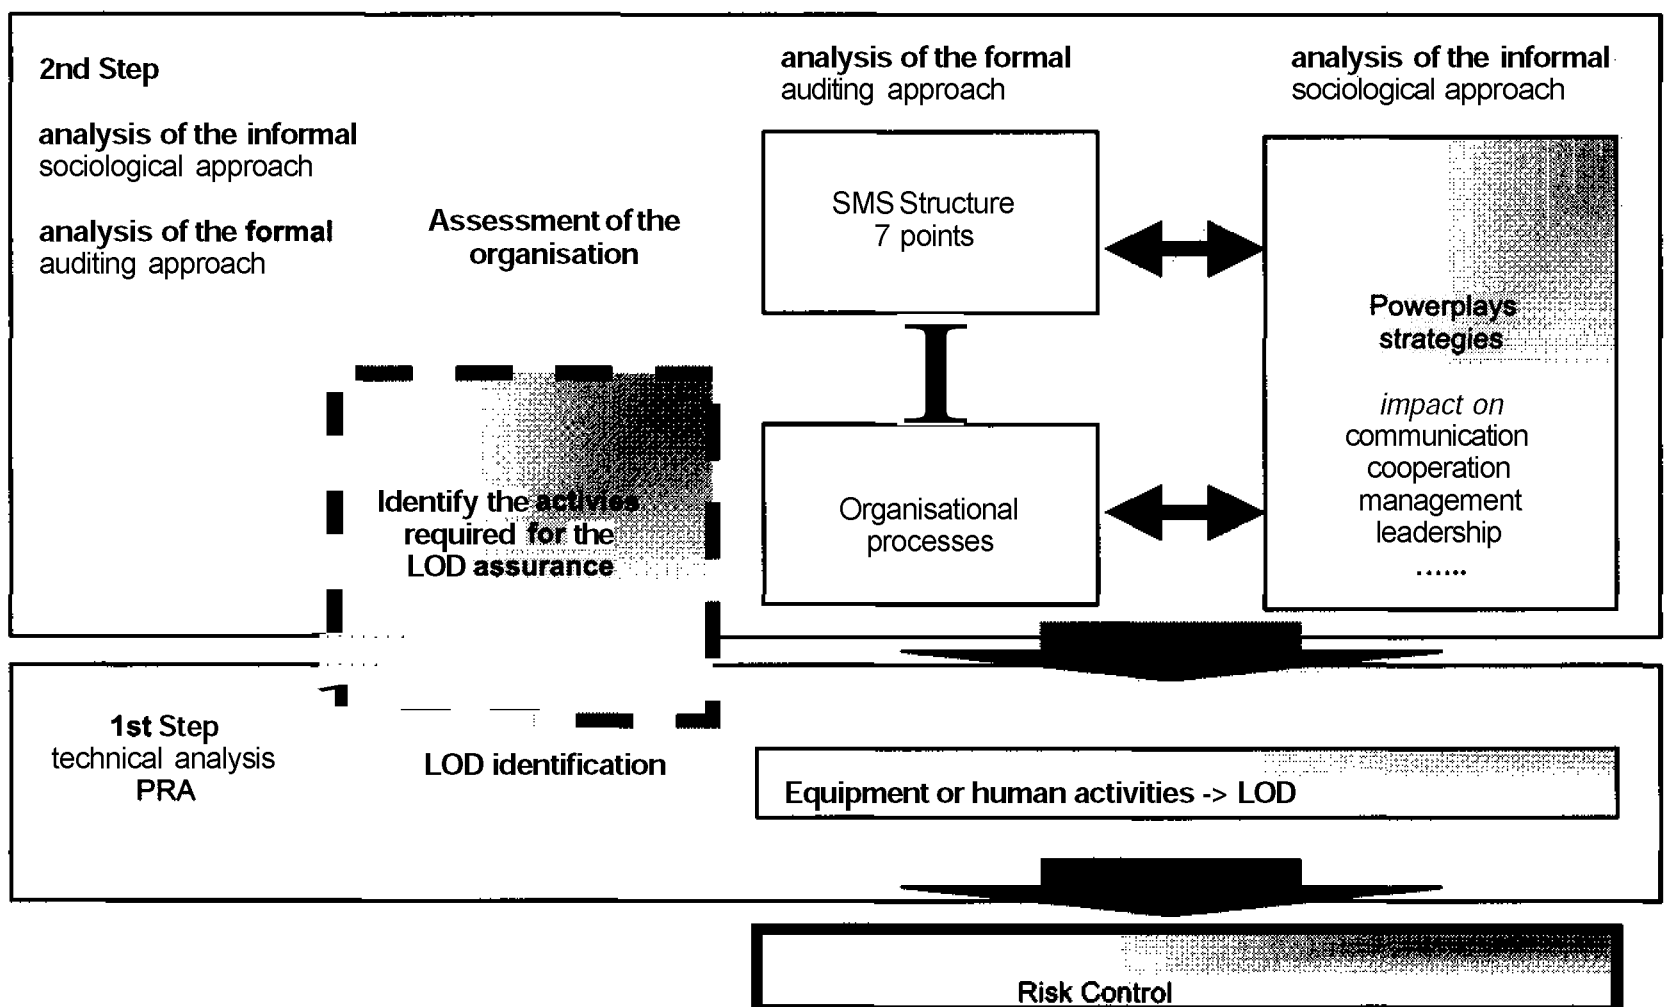 2nd Step
analysis of the informal
sociological approach
analysis of the formal
auditing approach
Assessment of the
organisation
analysis of the formal
auditing approach
SMS Structure
7 points
Organisational
processes
analysis of the informal
sociological approach
Powerplays
strategies
impact on
communication
cooperation
management
leadership
......
Identify the activies
required for the
LOD assurance
1st Step
technical analysis
PRA
LOD identification
Equipment or human activities -> LOD
Risk Control